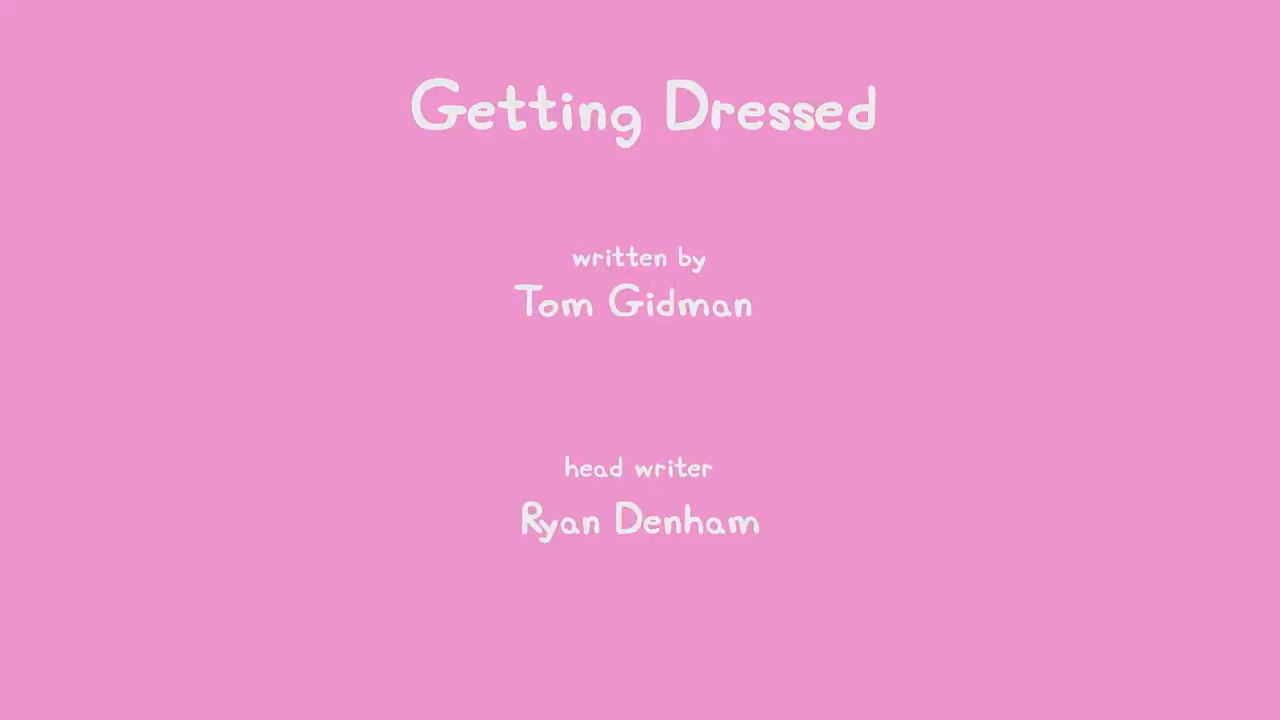 Getting Dressed
written by
Tom Gidman
head writer
Ryan Denham